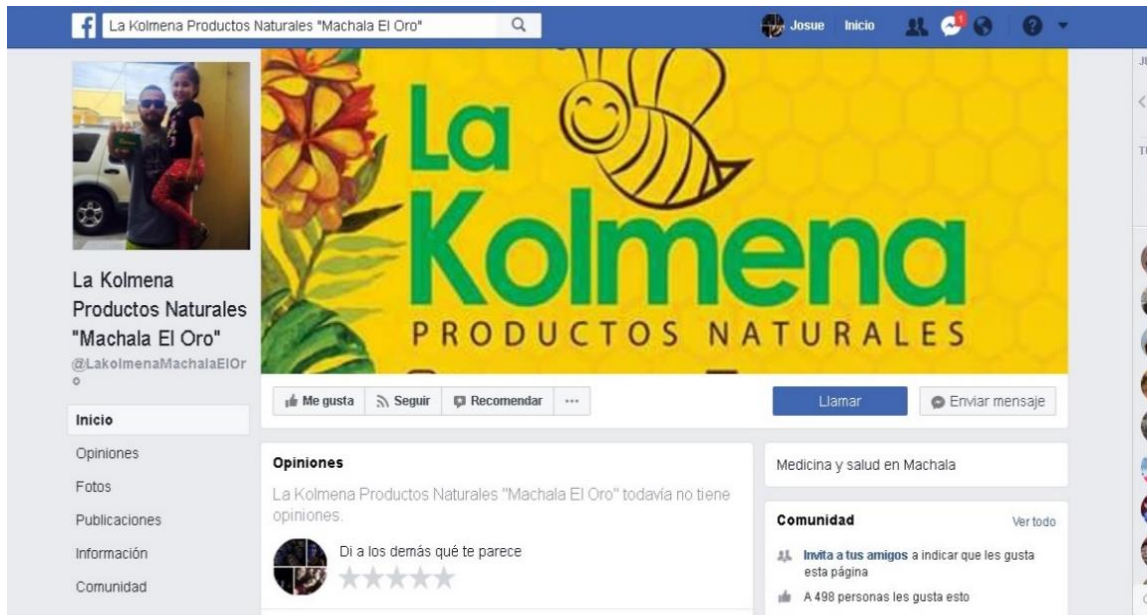 La Kolmena Productos Naturales "Machala El Oro"
Josue
Inicio
1
La
Kolmena
PRODUCTOS NATURALES
La Kolmena
Productos Naturales
"Machala El Oro"
@LakolmenaMachalaElOr
o
Me gusta
Seguir
Recomendar
Llamar
Enviar mensaje
Inicio
Opiniones
Fotos
Publicaciones
Información
Comunidad
Opiniones
La Kolmena Productos Naturales "Machala El Oro" todavía no tiene
opiniones.
Di a los demás qué te parece
Medicina y salud en Machala
Comunidad
Ver todo
Invita a tus amigos a indicar que les gusta
esta página
A 498 personas les gusta esto